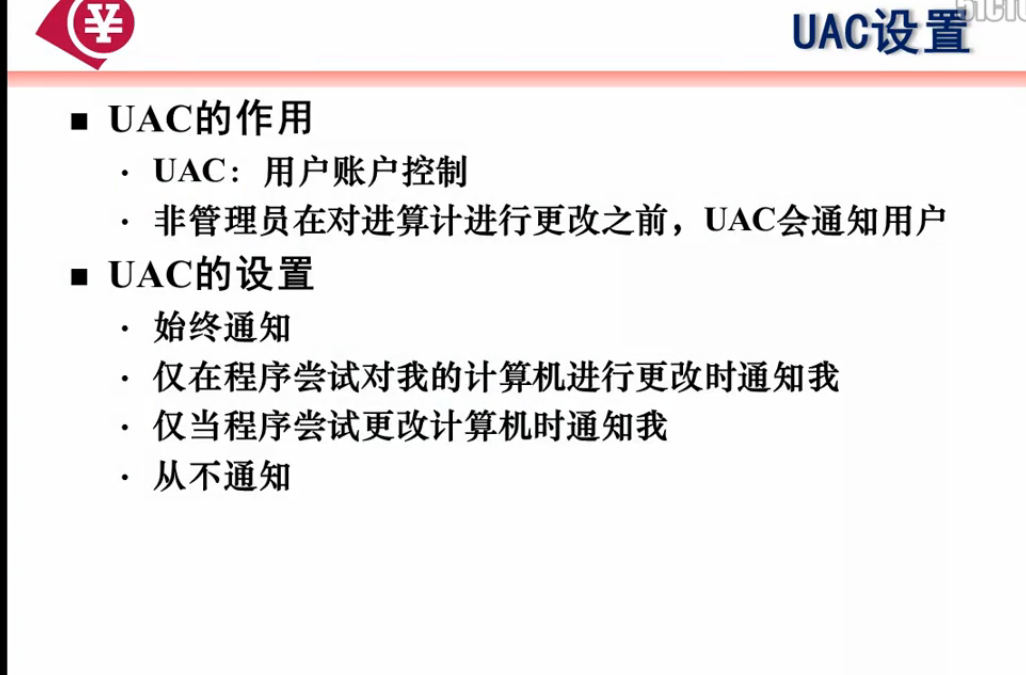 UAC设置
■ UAC的作用
· UAC：用户账户控制
· 非管理员在对进算计进行更改之前，UAC会通知用户
■ UAC的设置
· 始终通知
· 仅在程序尝试对我的计算机进行更改时通知我
· 仅当程序尝试更改计算机时通知我
· 从不通知